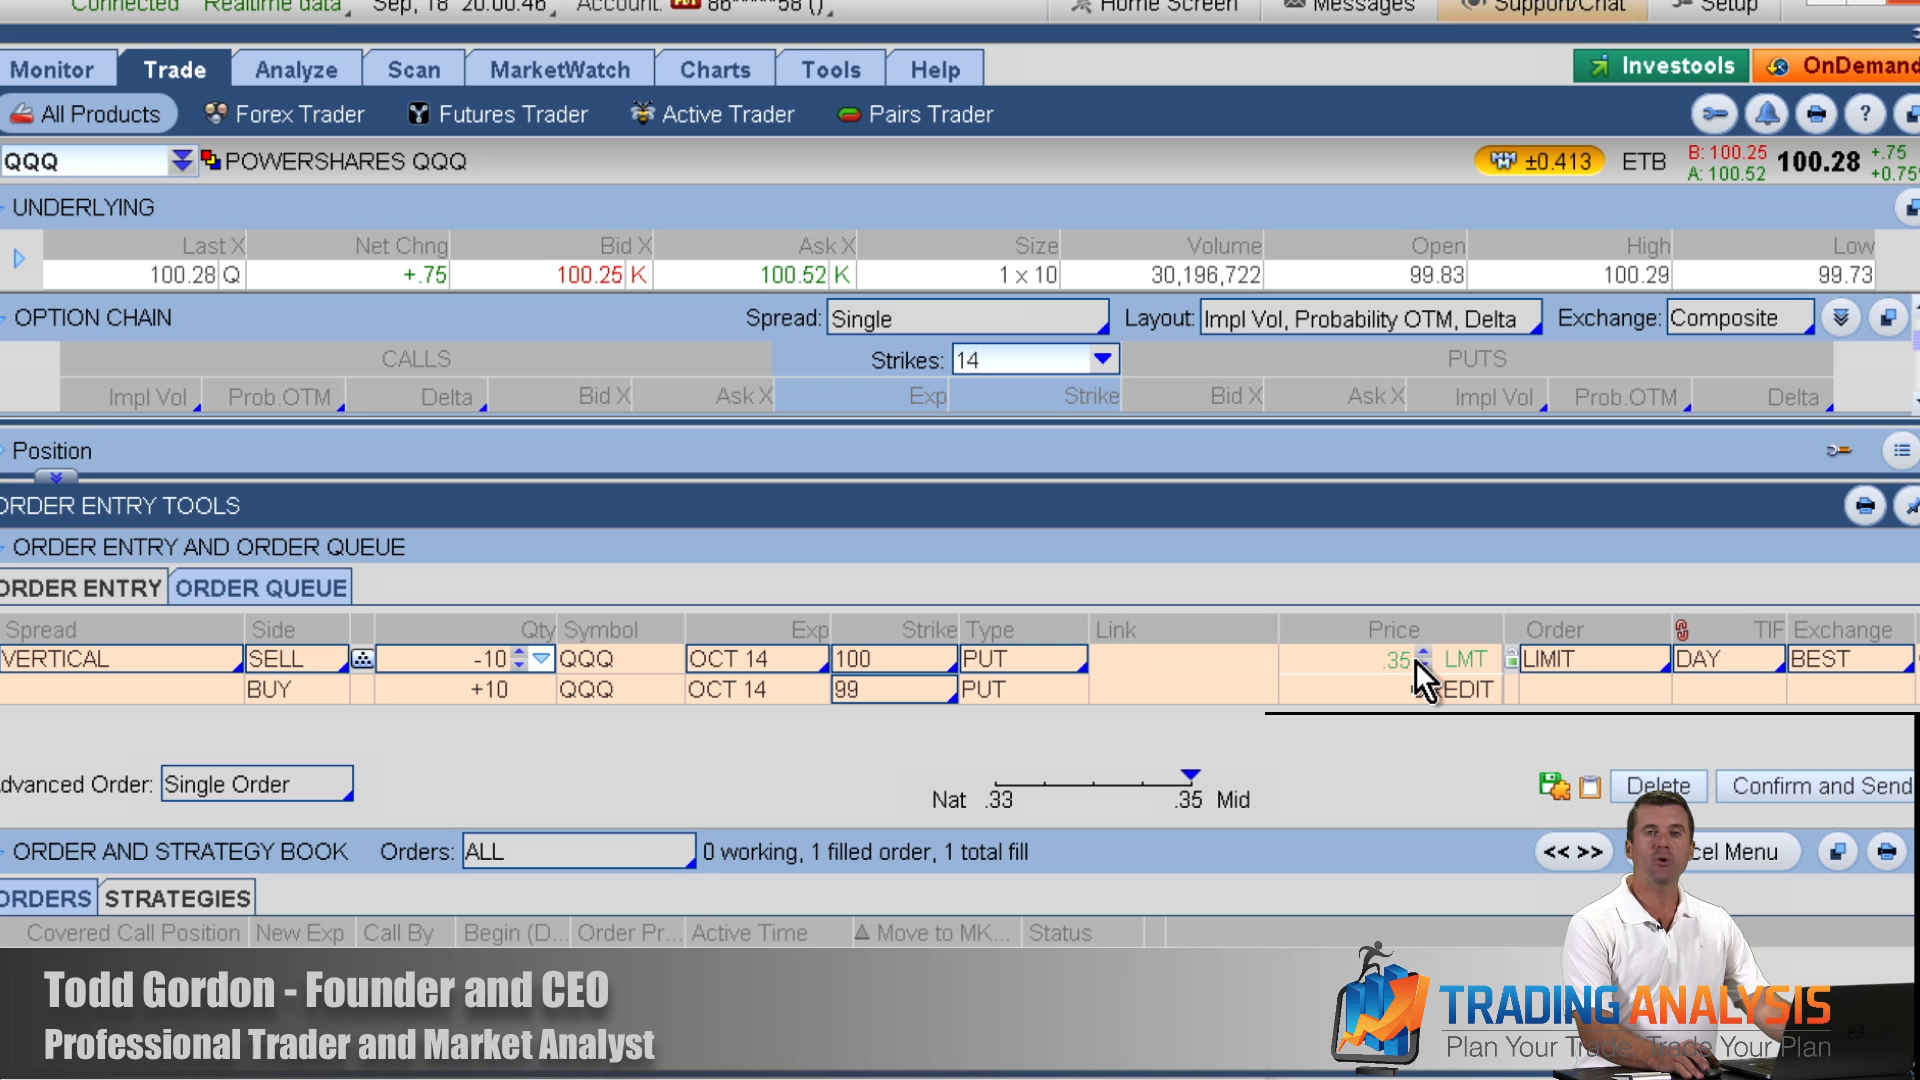 Connected Realtime data Sep, 18 20:00:46 Account: 86*****58 () Home Screen Messages Support/Chat Setup
Monitor Trade Analyze Scan MarketWatch Charts Tools Help Investools OnDemand
All Products Forex Trader Futures Trader Active Trader Pairs Trader ?
QQQ POWERSHARES QQQ ±0.413 ETB B: 100.25 A: 100.52 100.28 +.75 +0.75
UNDERLYING
Last X Net Chng Bid X Ask X Size Volume Open High Low
100.28 Q +.75 100.25 K 100.52 K 1 x 10 30,196,722 99.83 100.29 99.73
OPTION CHAIN Spread: Single Layout: Impl Vol, Probability OTM, Delta Exchange: Composite
CALLS Strikes: 14 PUTS
Impl Vol Prob.OTM Delta Bid X Ask X Exp Strike Bid X Ask X Impl Vol Prob.OTM Delta
Position
ORDER ENTRY TOOLS
ORDER ENTRY AND ORDER QUEUE
ORDER ENTRY ORDER QUEUE
Spread Side Qty Symbol Exp Strike Type Link Price Order TIF Exchange
VERTICAL SELL -10 QQQ OCT 14 100 PUT .35 LMT LIMIT DAY BEST
BUY +10 QQQ OCT 14 99 PUT CREDIT
dvanced Order: Single Order Nat .33 .35 Mid Delete Confirm and Send
ORDER AND STRATEGY BOOK Orders: ALL 0 working, 1 filled order, 1 total fill << >> cel Menu
ORDERS STRATEGIES
Covered Call Position New Exp Call By Begin (D... Order Pr... Active Time Move to MK... Status
Todd Gordon - Founder and CEO
Professional Trader and Market Analyst
TRADING ANALYSIS
Plan Your Trade, Trade Your Plan